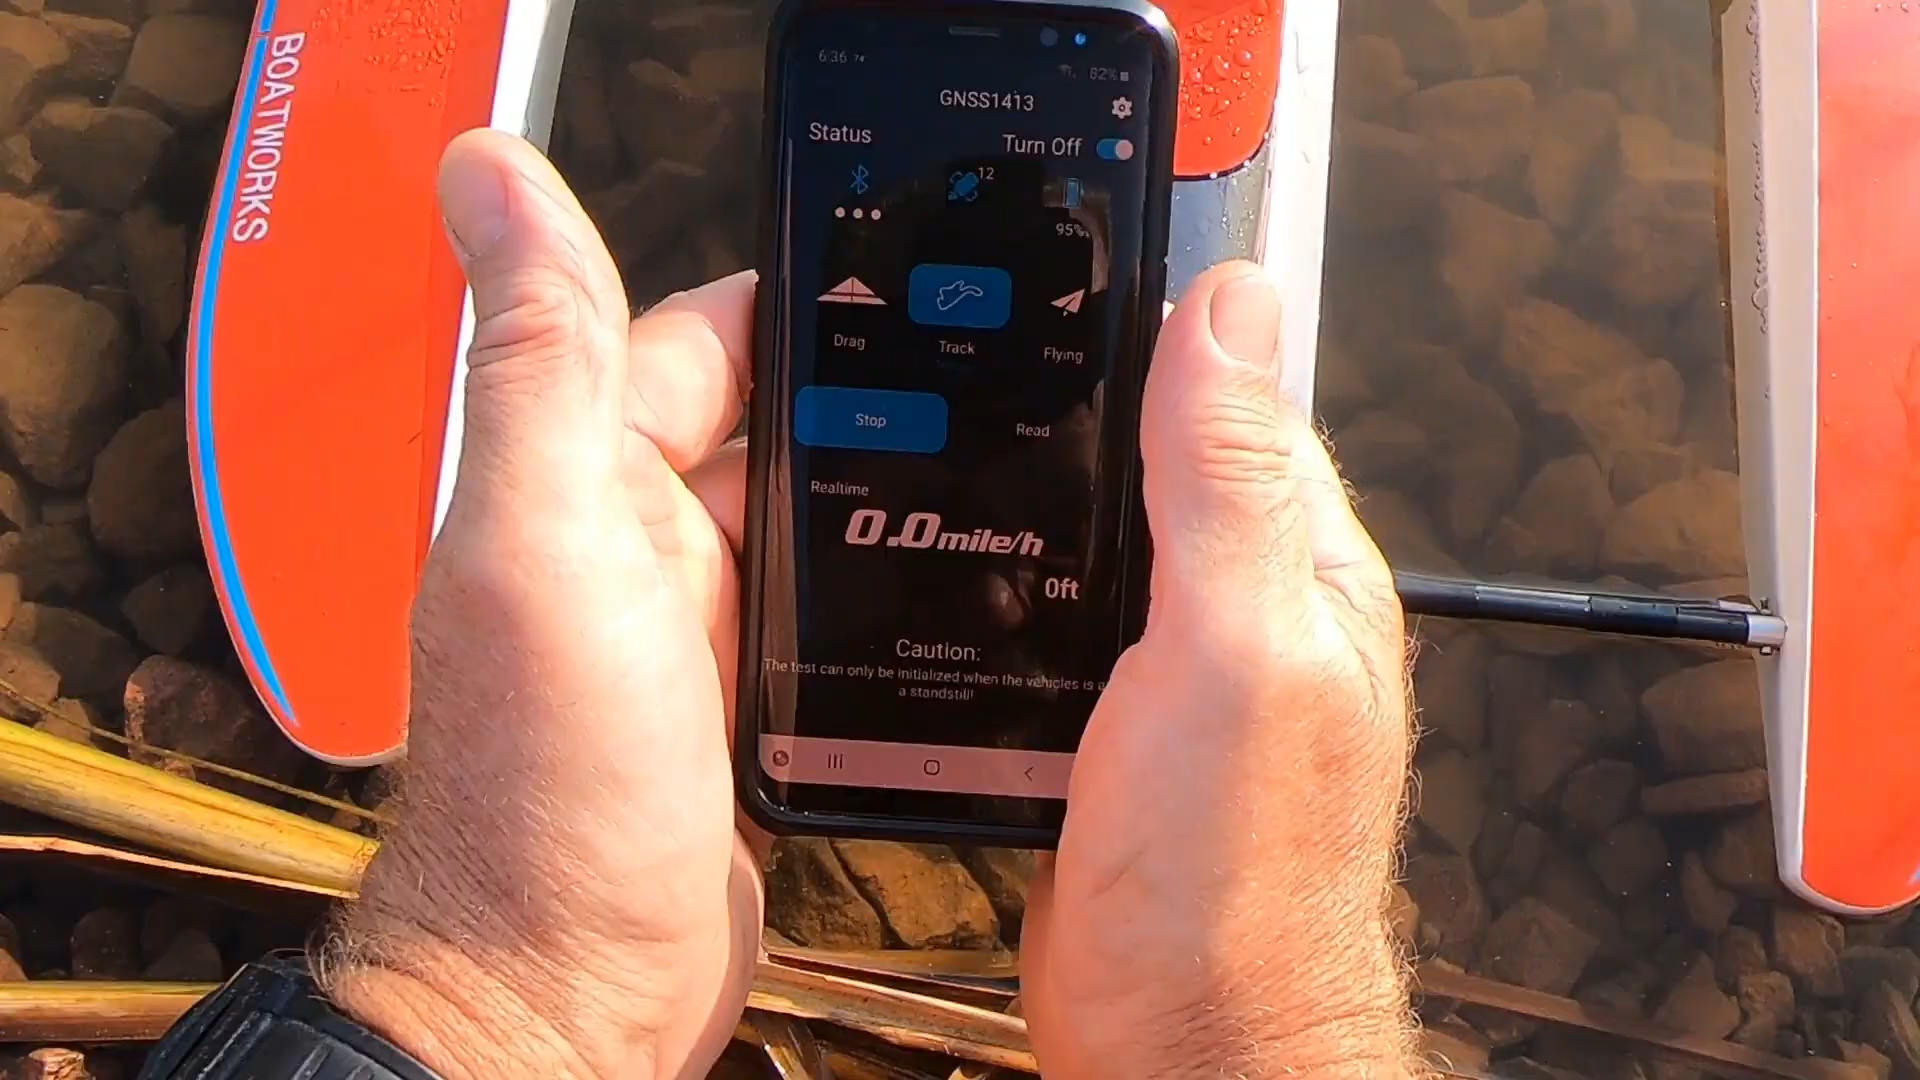 BOATWORKS
6:36
82%
GNSS1413
Status
Turn Off
12
95%
Drag
Track
Flying
Stop
Read
Realtime
0.0mile/h
0ft
Caution:
The test can only be initialized when the vehicles is
a standstill!